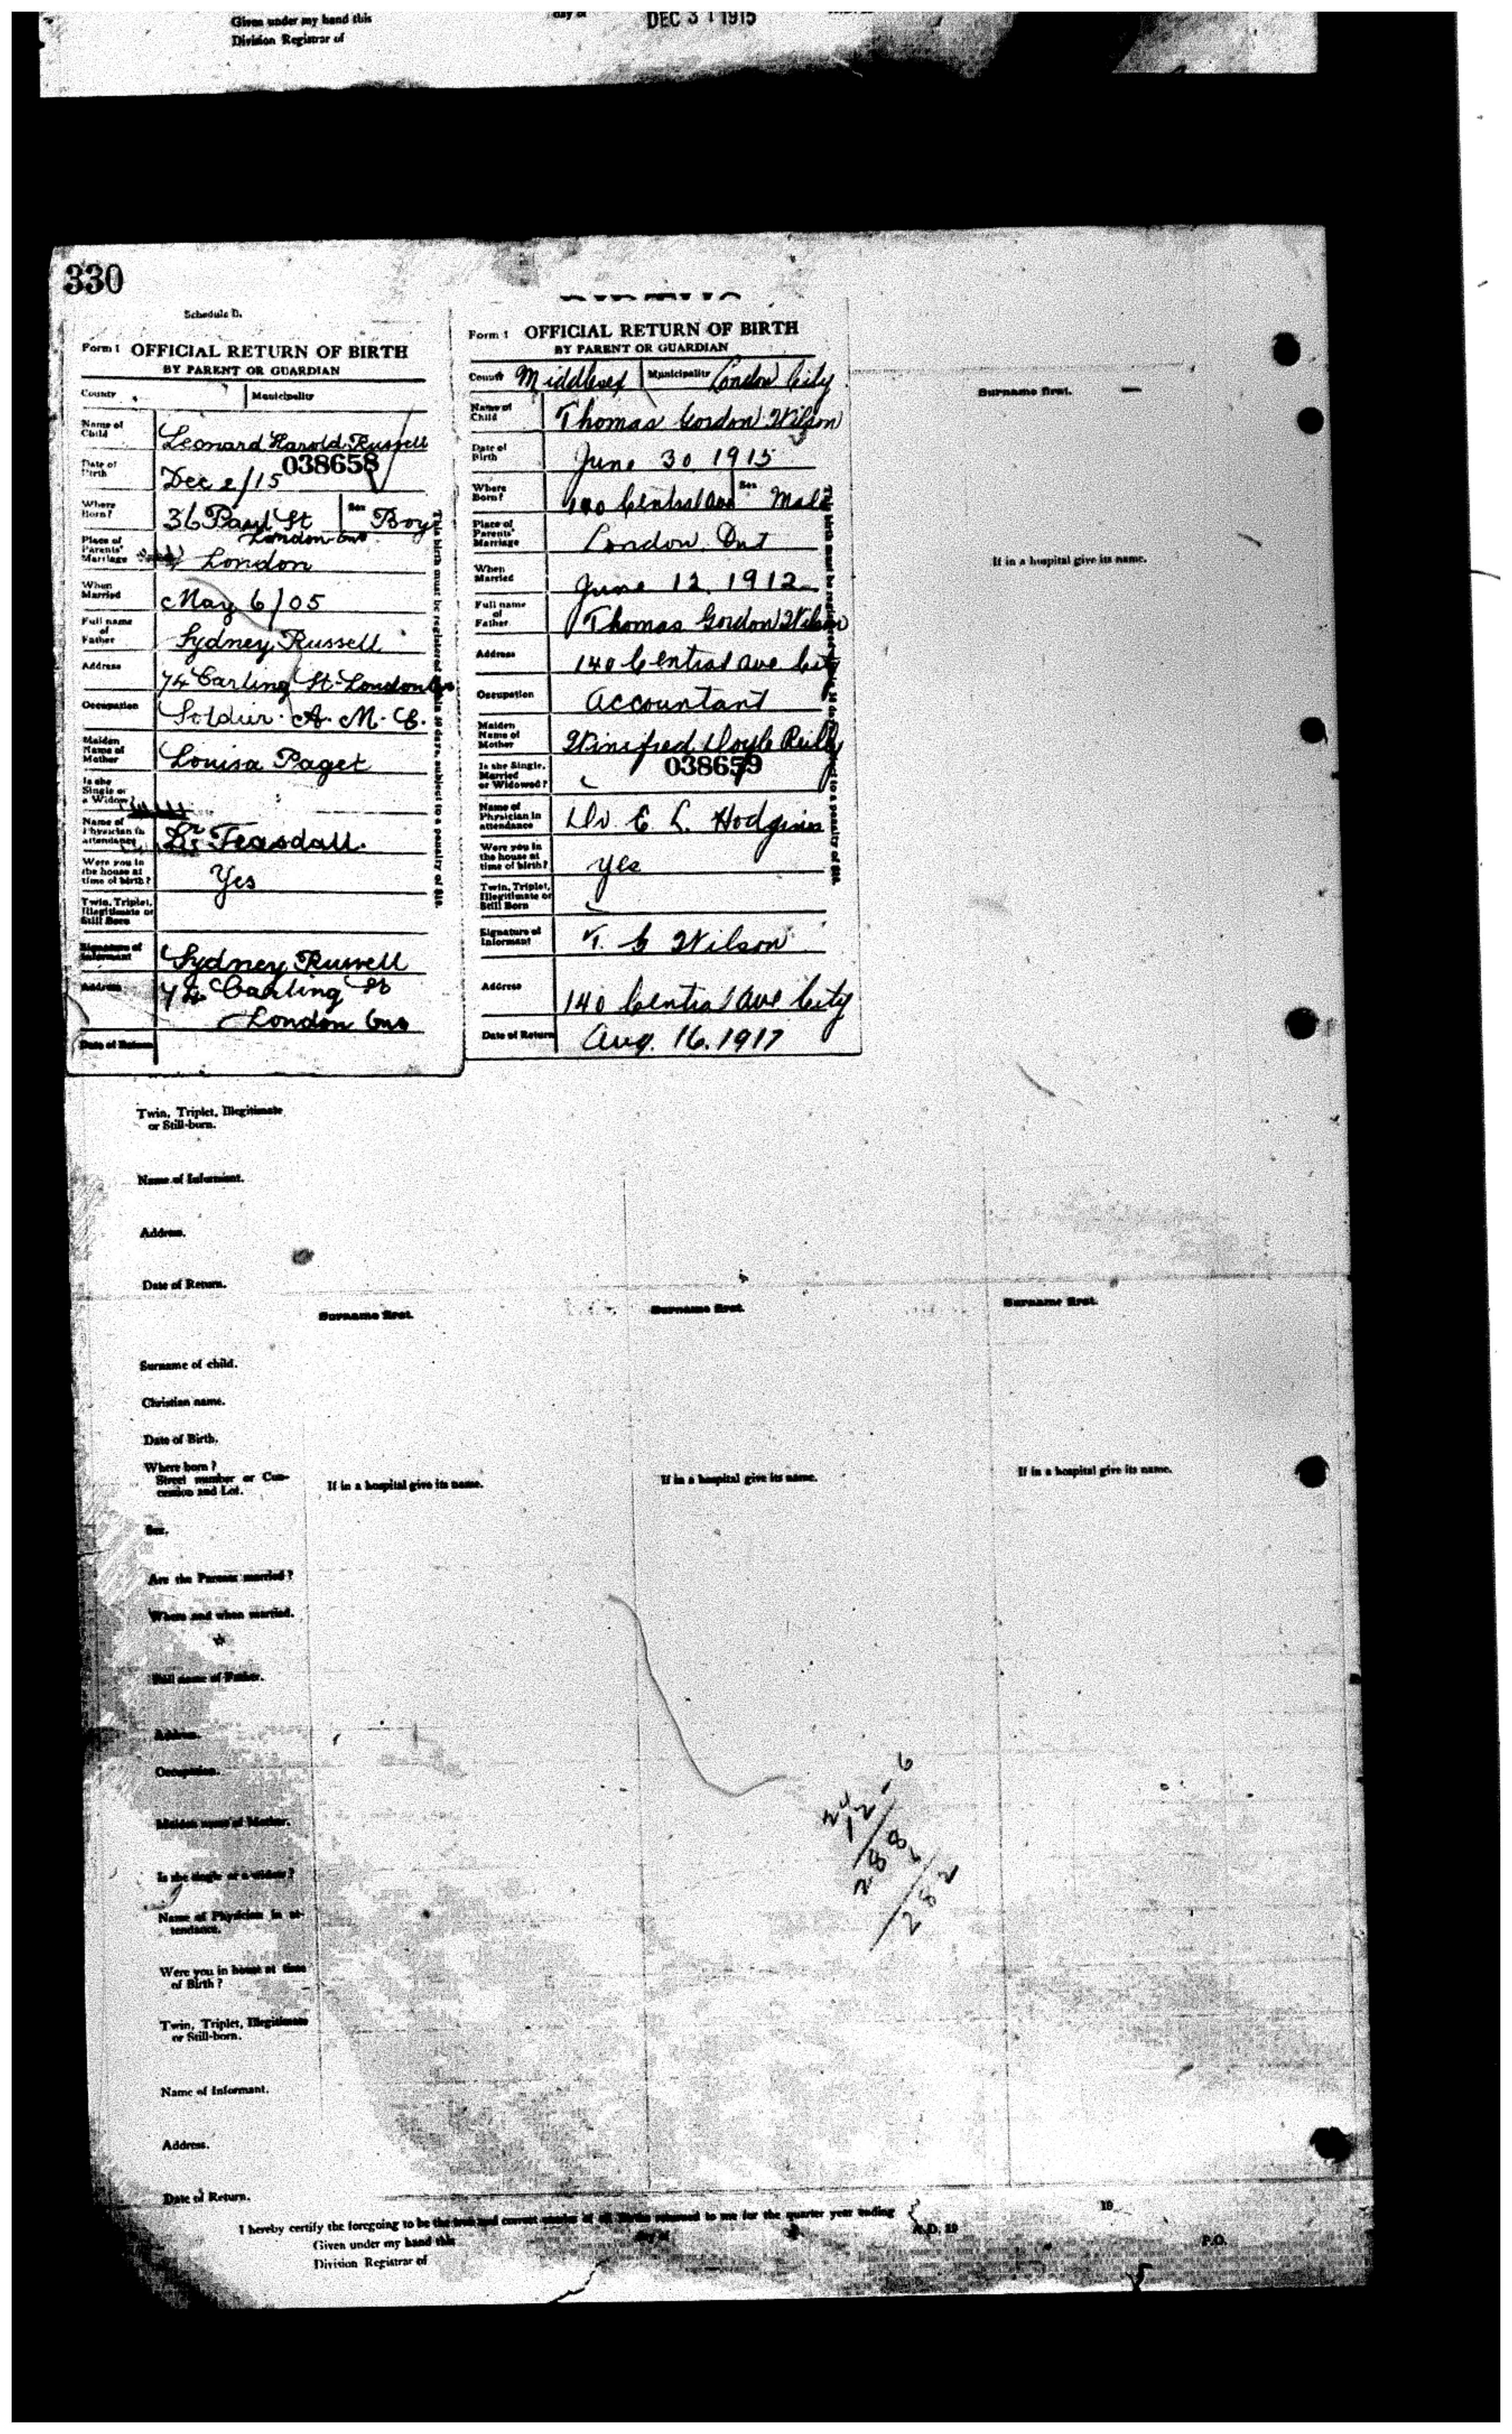 Given under my hand this
day of
DEC 31 1915
Division Registrar of
330
Schedule D.
Form 1 OFFICIAL RETURN OF BIRTH
BY PARENT OR GUARDIAN
County
Municipality
Name of Child
Leonard Harold Russell
038658
Date of Birth
Dec 2/15
Where Born?
36 Paul St
London Ont
Sex
Boy
Place of Parents' Marriage
London
When Married
May 6/05
Full name of Father
Sydney Russell
Address
74 Carling St. London Ont
Occupation
Soldier. A. M. C.
Maiden Name of Mother
Louisa Paget
Is she Single or a Widow?
Name of Physician in attendance
Dr Teasdall.
Were you in the house at time of birth?
Yes
Twin, Triplet, Illegitimate or Still Born
Signature of Informant
Sydney Russell
Address
74 Carling St
London Ont
Date of Return
This birth must be registered within 30 days, subject to a penalty of $10.
Form 1 OFFICIAL RETURN OF BIRTH
BY PARENT OR GUARDIAN
County Middlesex
Municipality London City
Name of Child
Thomas Gordon Wilson
Date of Birth
June 30 1915
Where Born?
140 Central Ave
Sex
Male
Place of Parents' Marriage
London. Ont
When Married
June 12. 1912
Full name of Father
Thomas Gordon Wilson
Address
140 Central Ave City
Occupation
Accountant
Maiden Name of Mother
Winifred Doyle Reilly
038659
Is she Single, Married or Widowed?
Name of Physician in attendance
Dr. E. L. Hodgins
Were you in the house at time of birth?
yes
Twin, Triplet, Illegitimate or Still Born
Signature of Informant
T. G Wilson
Address
140 Central Ave City
Date of Return
Aug. 16. 1917
This birth must be registered within 30 days, subject to a penalty of $10.
Surname first.
If in a hospital give its name.
Twin, Triplet, Illegitimate
or Still-born.
Name of Informant.
Address.
Date of Return.
Surname first.
Surname first.
Surname first.
Surname of child.
Christian name.
Date of Birth.
Where born?
Street number or Con-
cession and Lot.
If in a hospital give its name.
If in a hospital give its name.
If in a hospital give its name.
Sex.
Are the Parents married?
Where and when married.
Full name of Father.
Address.
Occupation.
Maiden name of Mother.
Is she single or a widow?
Name of Physician in at-
tendance.
Were you in house at time
of Birth?
Twin, Triplet, Illegitimate
or Still-born.
Name of Informant.
Address.
Date of Return.
24
12 - 6
288
6
282
I hereby certify the foregoing to be the true and correct of all Births returned to me for the quarter year ending
19
Given under my hand this
day of
A.D. 19
Division Registrar of
P.O.